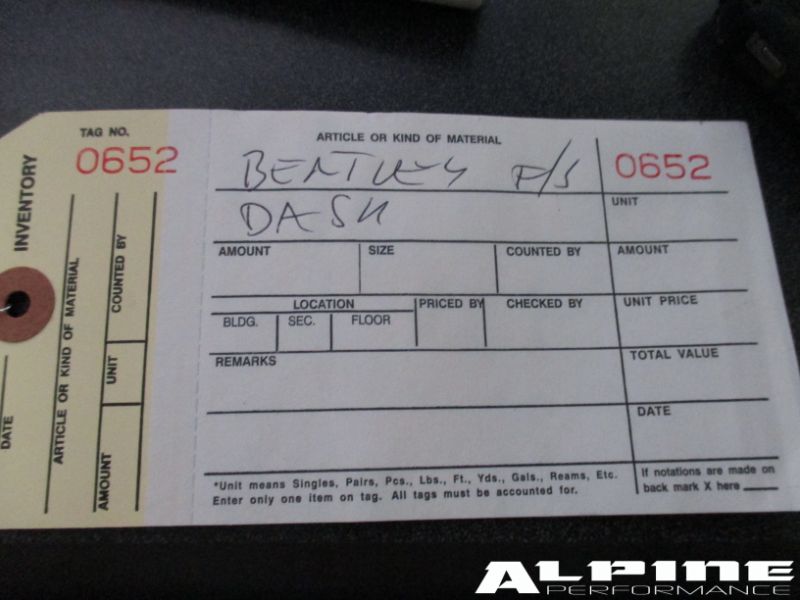 TAG NO.
0652
INVENTORY
DATE
ARTICLE OR KIND OF MATERIAL
AMOUNT
UNIT
COUNTED BY
ARTICLE OR KIND OF MATERIAL
BENTLEY F/S
DASH
0652
UNIT
AMOUNT SIZE COUNTED BY AMOUNT
LOCATION PRICED BY CHECKED BY UNIT PRICE
BLDG. SEC. FLOOR
REMARKS TOTAL VALUE
DATE
*Unit means Singles, Pairs, Pcs., Lbs., Ft., Yds., Gals., Reams, Etc.
Enter only one item on tag. All tags must be accounted for.
If notations are made on
back mark X here
ALPINE
PERFORMANCE